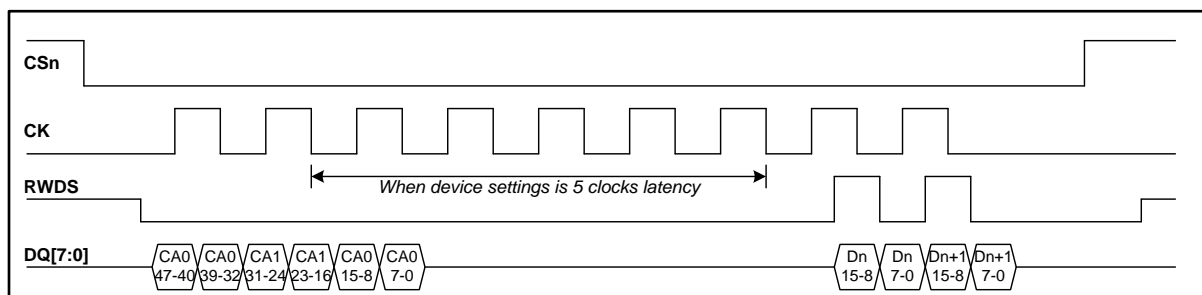 CSn
CK
When device settings is 5 clocks latency
RWDS
DQ[7:0]
CA0 CA0 CA1 CA1 CA0 CA0 Dn Dn Dn+1 Dn+1
47-40 39-32 31-24 23-16 15-8 7-0 15-8 7-0 15-8 7-0